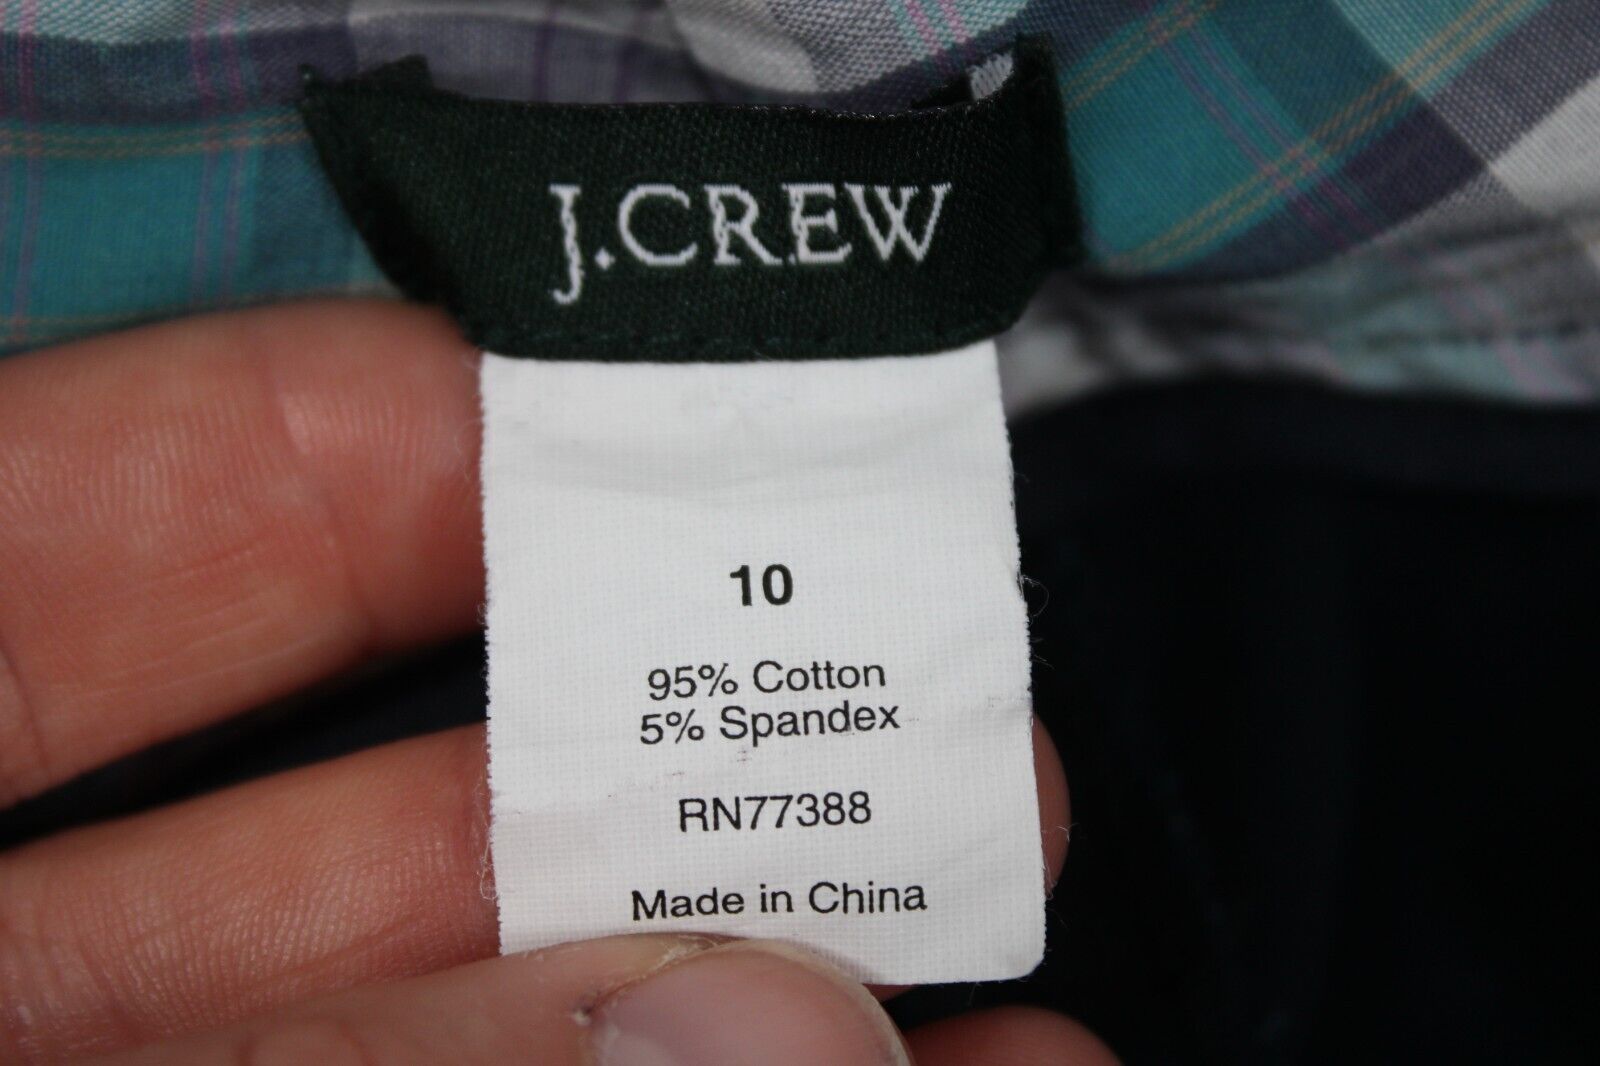 J.CREW
10
95% Cotton
5% Spandex
RN77388
Made in China